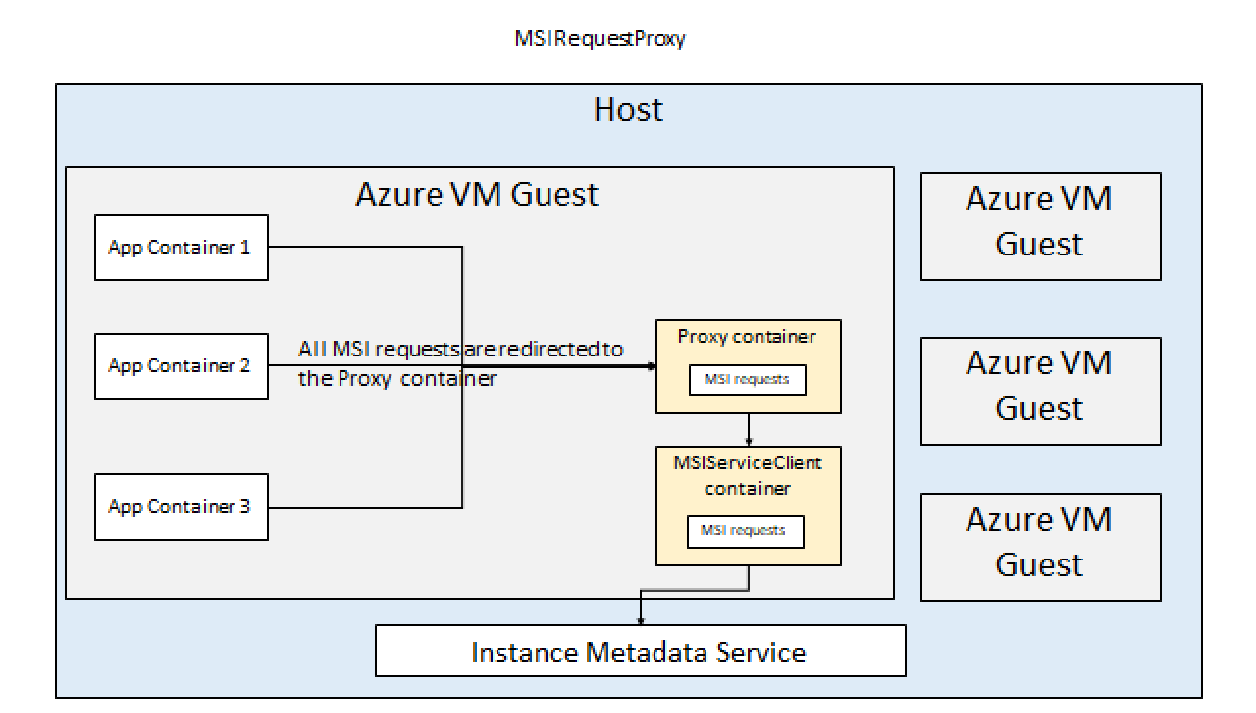 MSIRequestProxy
Host
Azure VM Guest
App Container 1
App Container 2
App Container 3
All MSI requests are redirected to
the Proxy container
Proxy container
MSI requests
MSIServiceClient
container
MSI requests
Instance Metadata Service
Azure VM
Guest
Azure VM
Guest
Azure VM
Guest